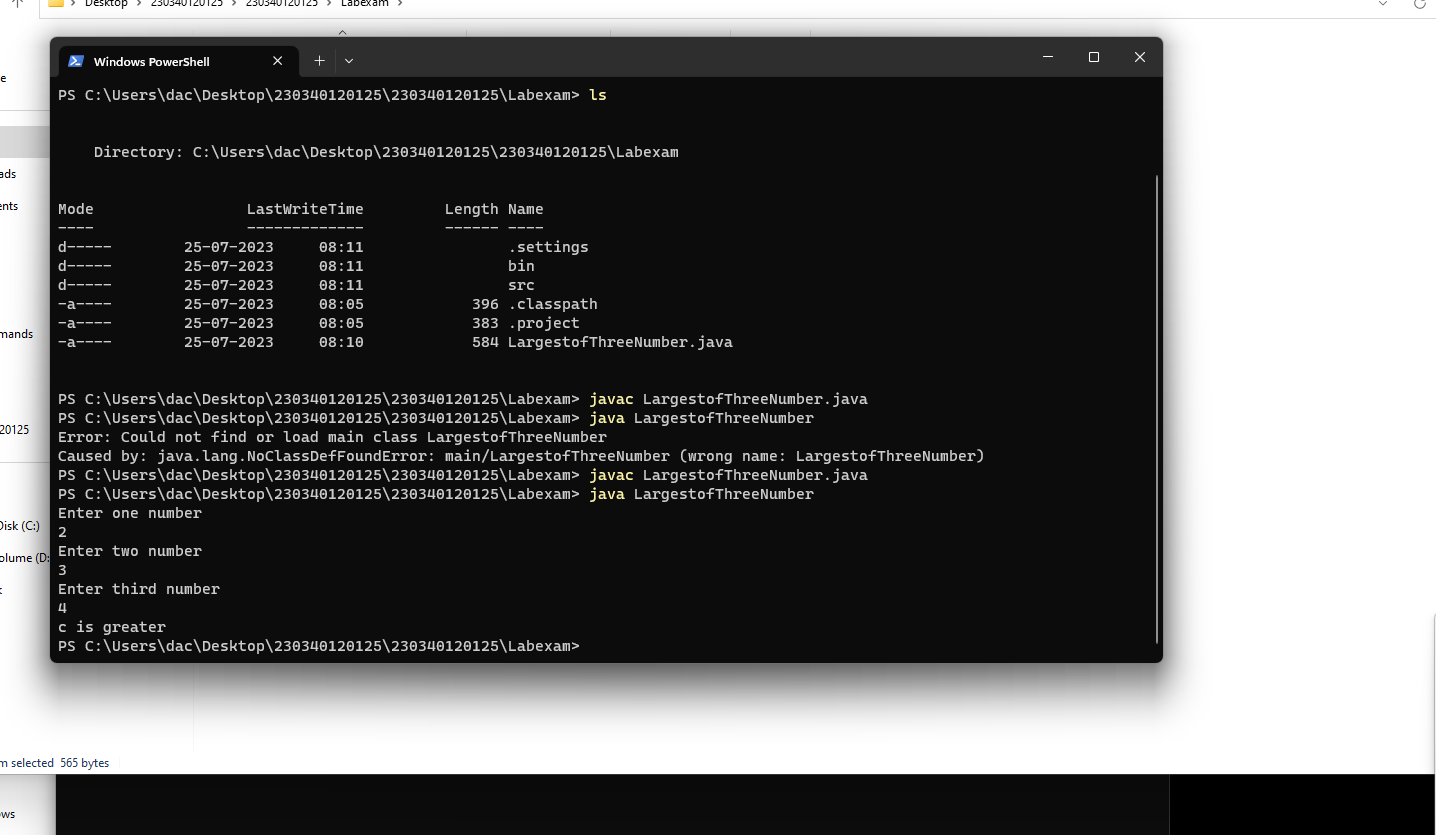 Desktop > 230340120125 > 230340120125 > Labexam >
Windows PowerShell
PS C:\Users\dac\Desktop\230340120125\230340120125\Labexam> ls
Directory: C:\Users\dac\Desktop\230340120125\230340120125\Labexam
Mode LastWriteTime Length Name
---- ------------- ------ ----
d----- 25-07-2023 08:11 .settings
d----- 25-07-2023 08:11 bin
d----- 25-07-2023 08:11 src
-a---- 25-07-2023 08:05 396 .classpath
-a---- 25-07-2023 08:05 383 .project
-a---- 25-07-2023 08:10 584 LargestofThreeNumber.java
PS C:\Users\dac\Desktop\230340120125\230340120125\Labexam> javac LargestofThreeNumber.java
PS C:\Users\dac\Desktop\230340120125\230340120125\Labexam> java LargestofThreeNumber
Error: Could not find or load main class LargestofThreeNumber
Caused by: java.lang.NoClassDefFoundError: main/LargestofThreeNumber (wrong name: LargestofThreeNumber)
PS C:\Users\dac\Desktop\230340120125\230340120125\Labexam> javac LargestofThreeNumber.java
PS C:\Users\dac\Desktop\230340120125\230340120125\Labexam> java LargestofThreeNumber
Enter one number
2
Enter two number
3
Enter third number
4
c is greater
PS C:\Users\dac\Desktop\230340120125\230340120125\Labexam>
e
ads
ents
mands
20125
Disk (C:)
olume (D:
m selected 565 bytes
ows